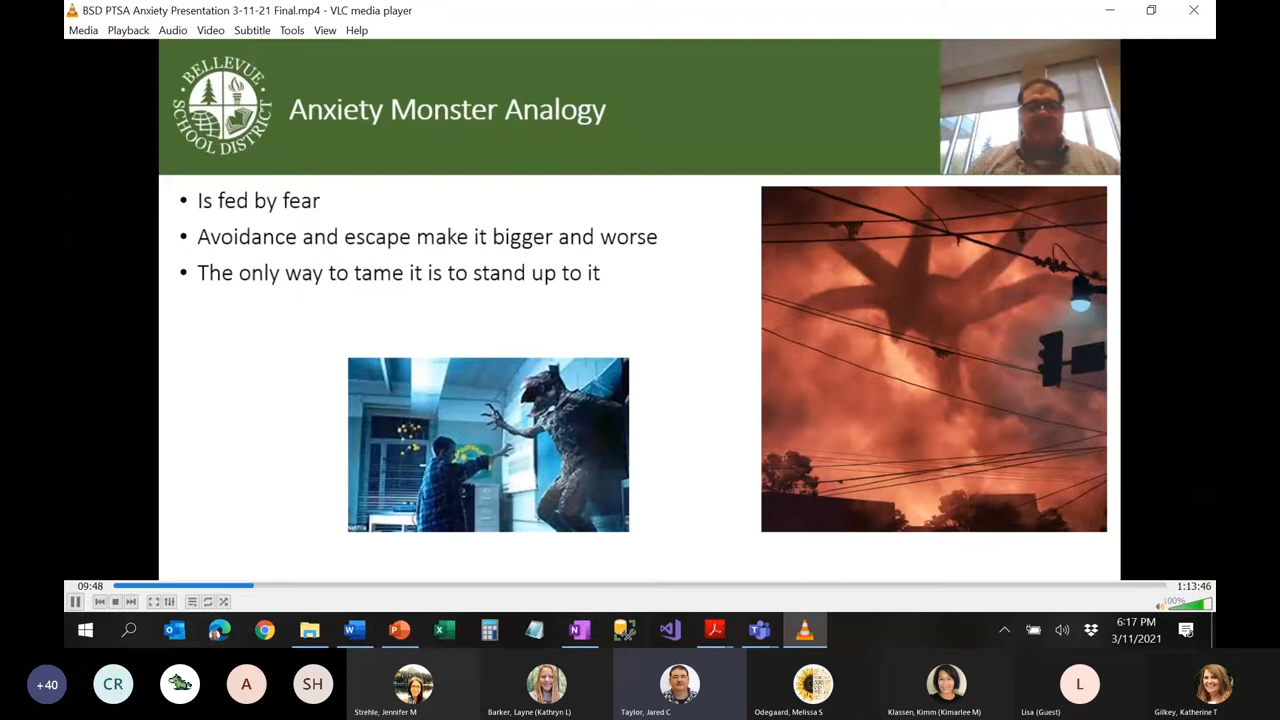 BSD PTSA Anxiety Presentation 3-11-21 Final.mp4 - VLC media player
Media Playback Audio Video Subtitle Tools View Help
BELLEVUE
SCHOOL DISTRICT
Anxiety Monster Analogy
• Is fed by fear
• Avoidance and escape make it bigger and worse
• The only way to tame it is to stand up to it
Netflix
09:48
1:13:46
100%
6:17 PM
3/11/2021
+40
CR
A
SH
L
Strehle, Jennifer M
Barker, Layne (Kathryn L)
Taylor, Jared C
Odegaard, Melissa S
Klassen, Kimm (Kimarlee M)
Lisa (Guest)
Gilkey, Katherine T